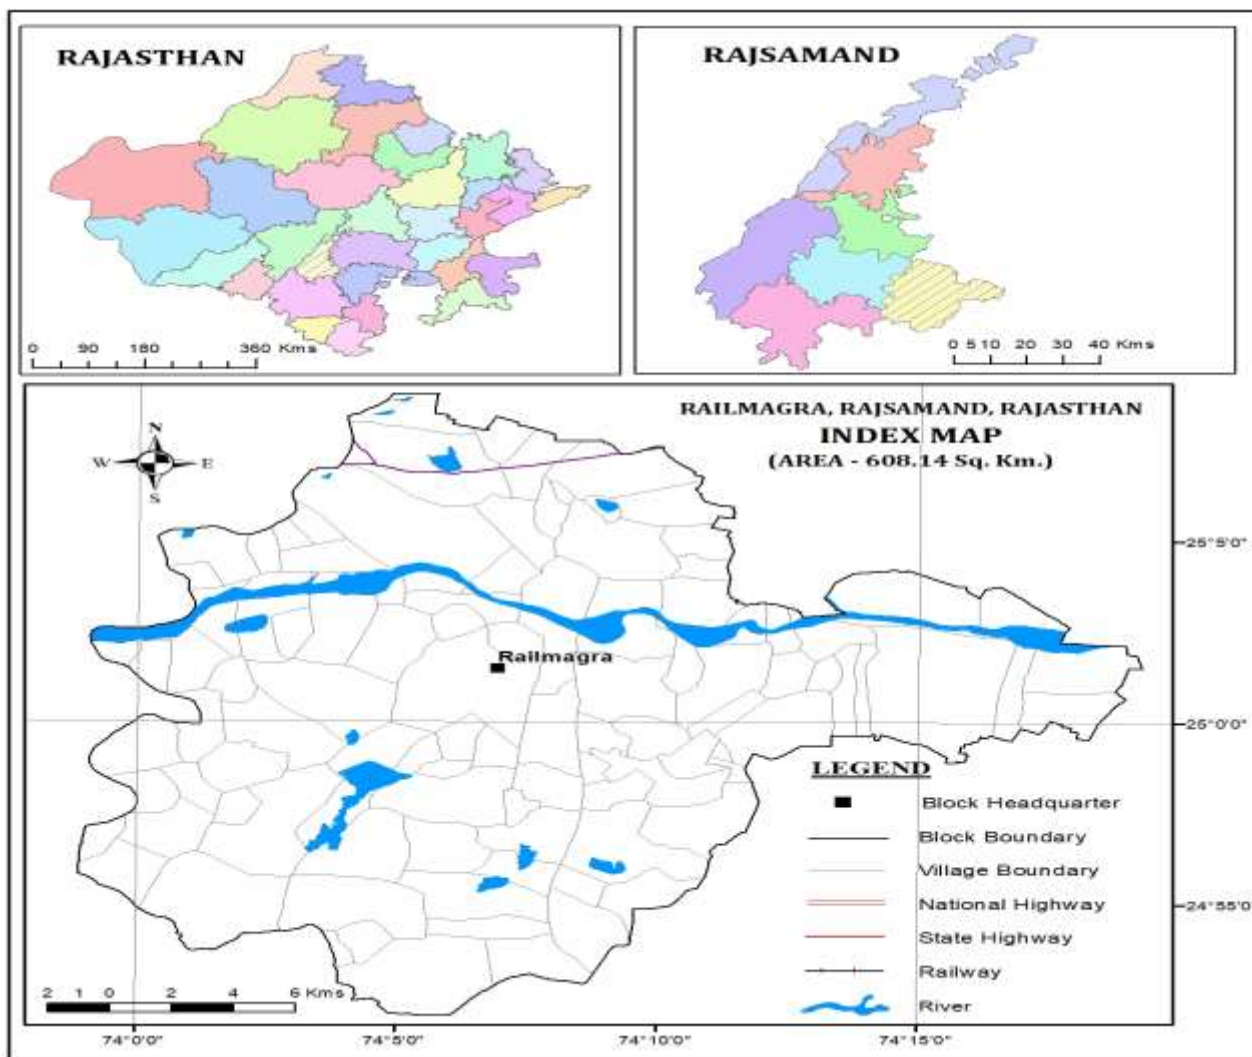 RAJASTHAN
0 90 180 360 Kms
RAJSAMAND
0 5 10 20 30 40 Kms
RAILMAGRA, RAJSAMAND, RAJASTHAN
INDEX MAP
(AREA - 608.14 Sq. Km.)
N
W E
S
25°5'0"
Railmagra
25°0'0"
LEGEND
Block Headquarter
Block Boundary
Village Boundary
National Highway
24°55'0"
State Highway
Railway
River
2 1 0 2 4 6 Kms
74°0'0" 74°5'0" 74°10'0" 74°15'0"